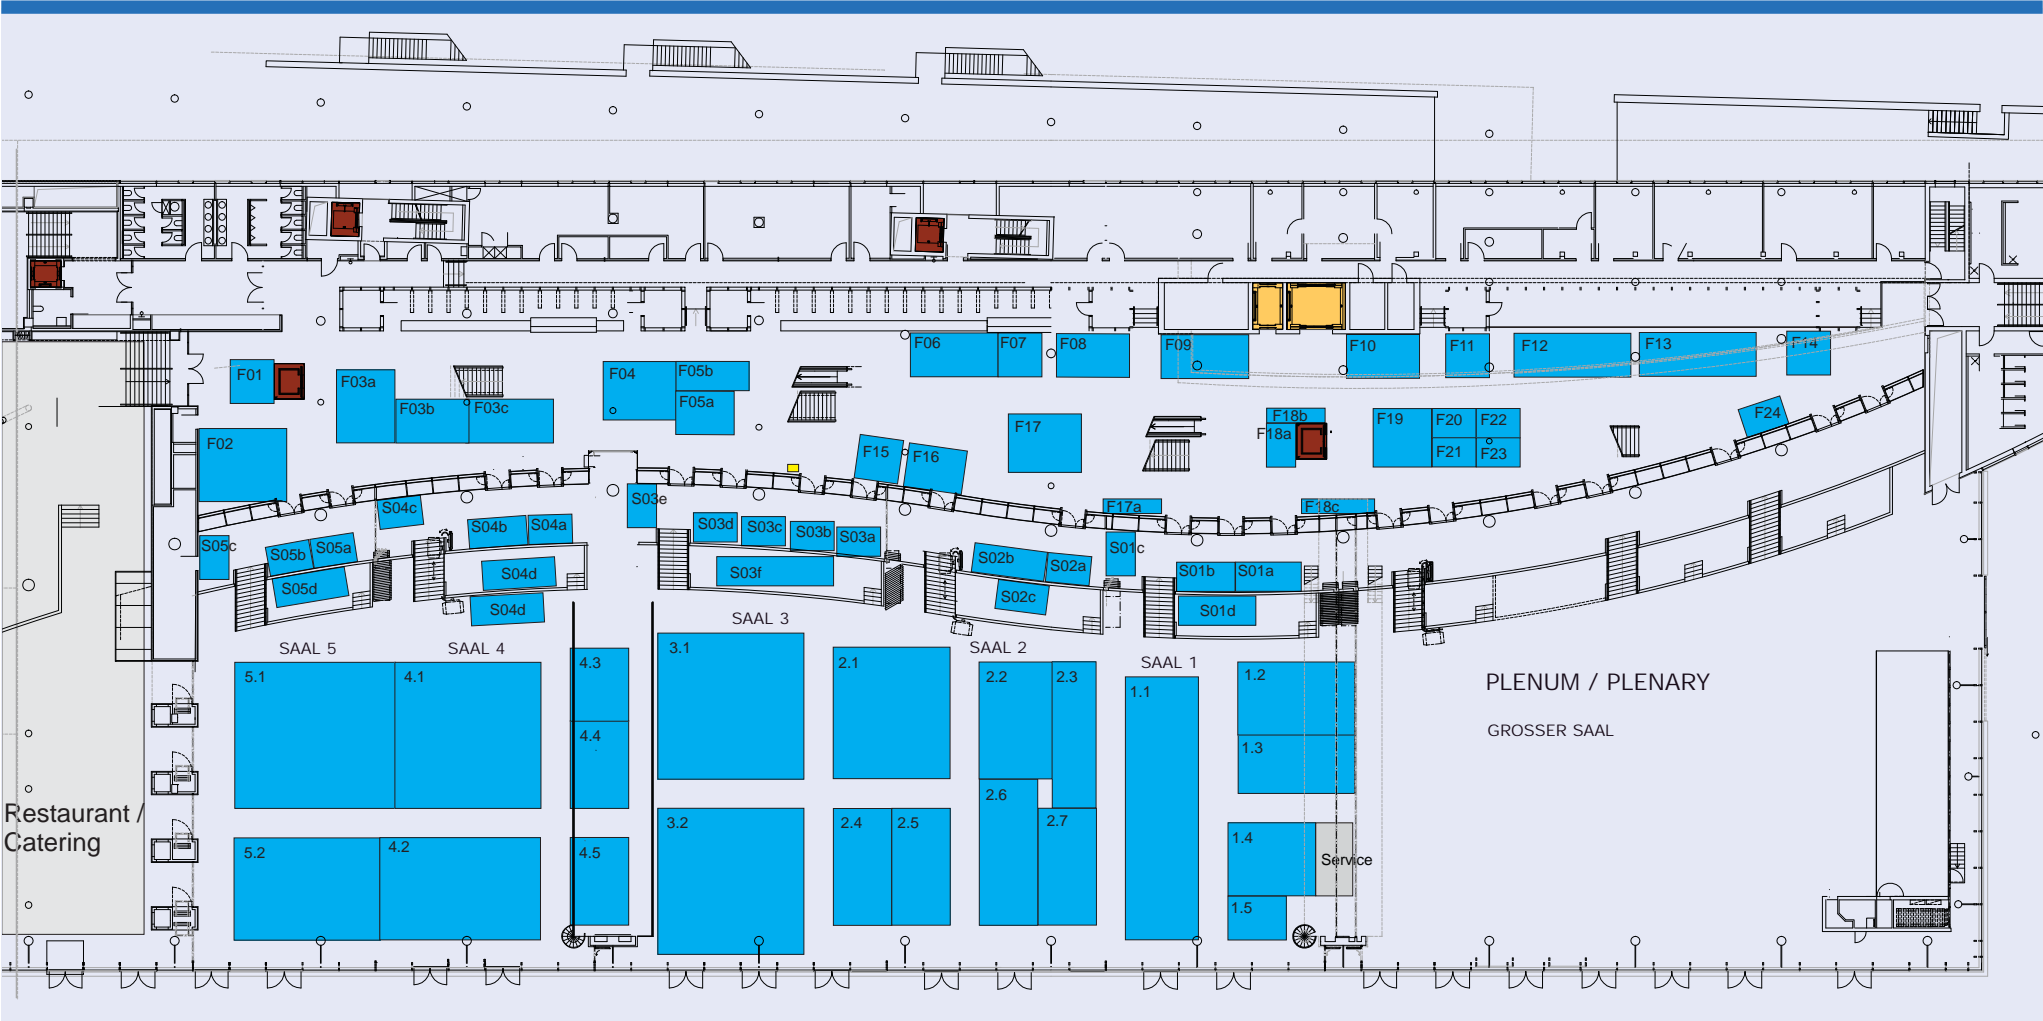 F06
F07
F08
F09
F10
F11
F12
F13
F14
F01
F03a
F03b
F03c
F04
F05b
F05a
F02
F15
F16
F17
F18b
F18a
F19
F20
F22
F21
F23
F24
F17a
F18c
S05c
S05b
S05a
S05d
S04c
S04b
S04a
S04d
S04d
S03e
S03d
S03c
S03b
S03a
S03f
S02b
S02a
S02c
S01c
S01b
S01a
S01d
SAAL 5
SAAL 4
SAAL 3
SAAL 2
SAAL 1
5.1
4.1
4.3
4.4
3.1
2.1
2.2
2.3
1.1
1.2
1.3
PLENUM / PLENARY
GROSSER SAAL
Restaurant /
Catering
5.2
4.2
4.5
3.2
2.4
2.5
2.6
2.7
1.4
Service
1.5